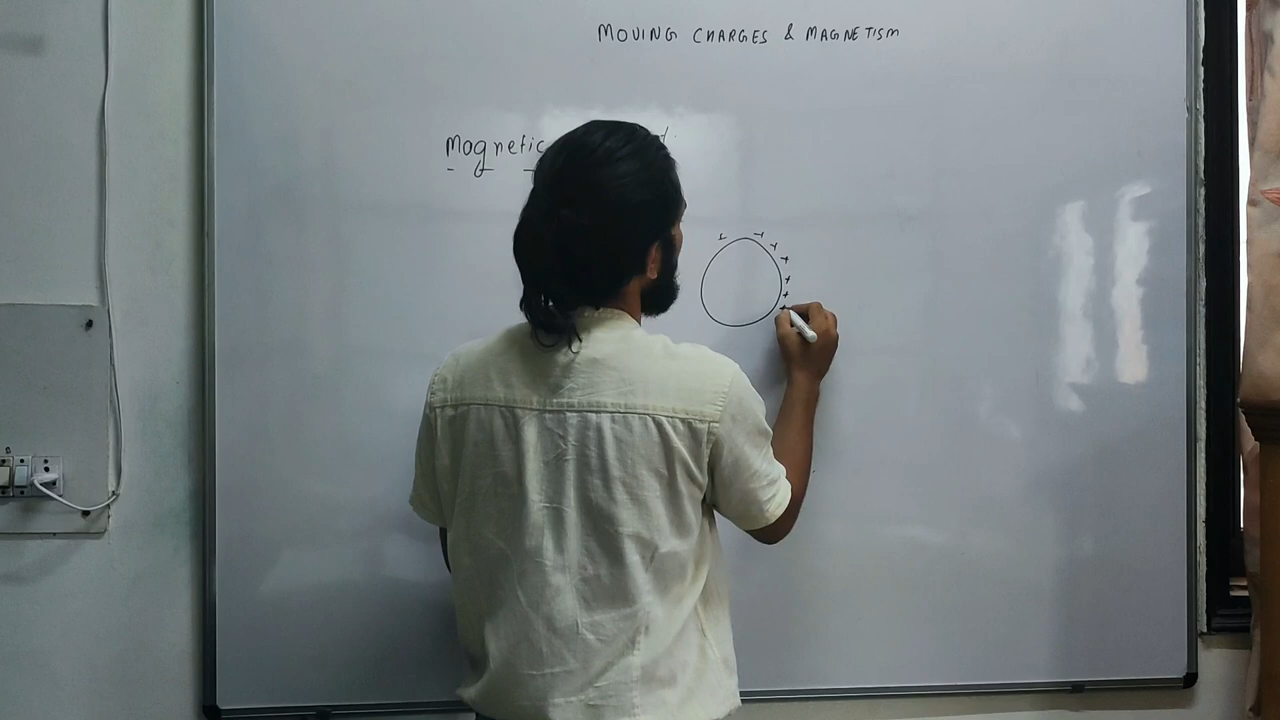 MOVING CHARGES & MAGNETISM
Magnetic
+ + + + + + +